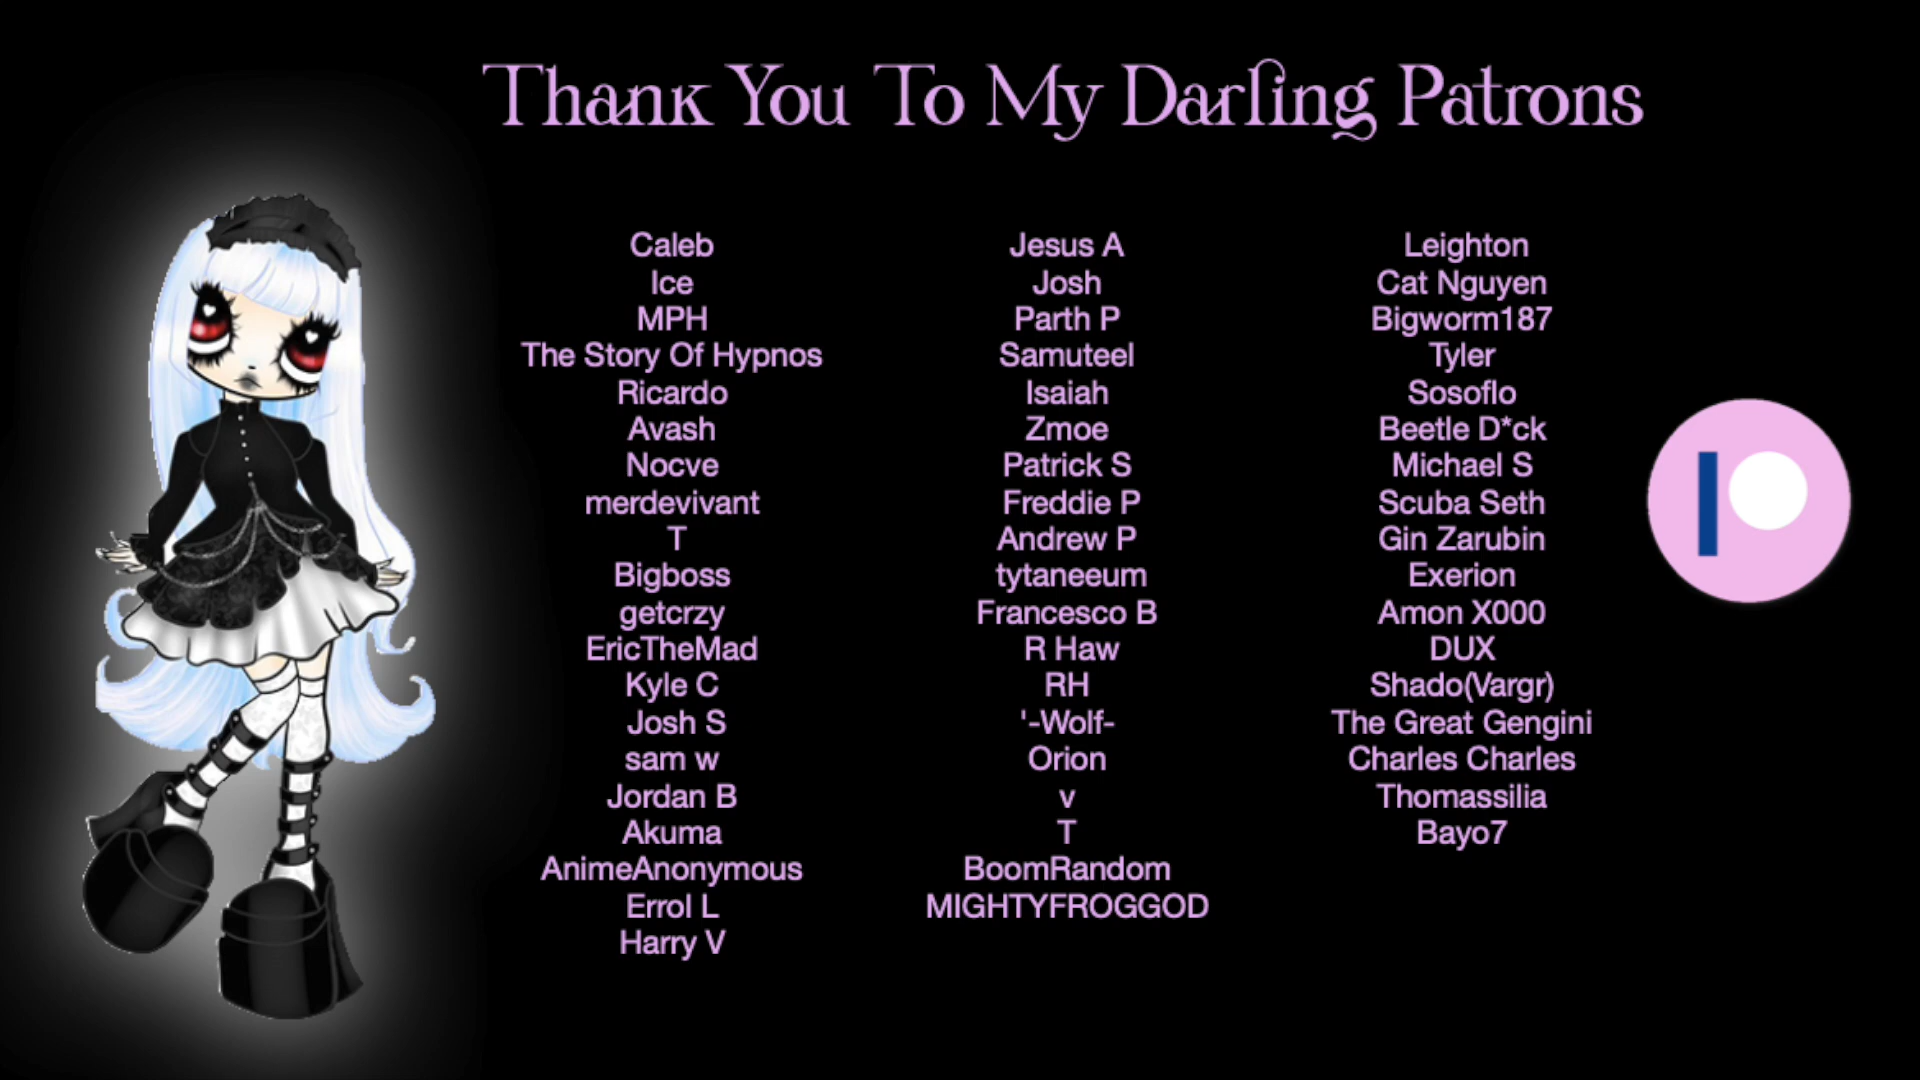 Thank You To My Darling Patrons
Caleb
Ice
MPH
The Story Of Hypnos
Ricardo
Avash
Nocve
merdevivant
T
Bigboss
getcrzy
EricTheMad
Kyle C
Josh S
sam w
Jordan B
Akuma
AnimeAnonymous
Errol L
Harry V
Jesus A
Josh
Parth P
Samuteel
Isaiah
Zmoe
Patrick S
Freddie P
Andrew P
tytaneeum
Francesco B
R Haw
RH
'-Wolf-
Orion
v
T
BoomRandom
MIGHTYFROGGOD
Leighton
Cat Nguyen
Bigworm187
Tyler
Sosoflo
Beetle D*ck
Michael S
Scuba Seth
Gin Zarubin
Exerion
Amon X000
DUX
Shado(Vargr)
The Great Gengini
Charles Charles
Thomassilia
Bayo7